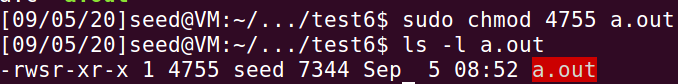 [09/05/20]seed@VM:~/.../test6$ sudo chmod 4755 a.out
[09/05/20]seed@VM:~/.../test6$ ls -l a.out
-rwsr-xr-x 1 4755 seed 7344 Sep_ 5 08:52 a.out